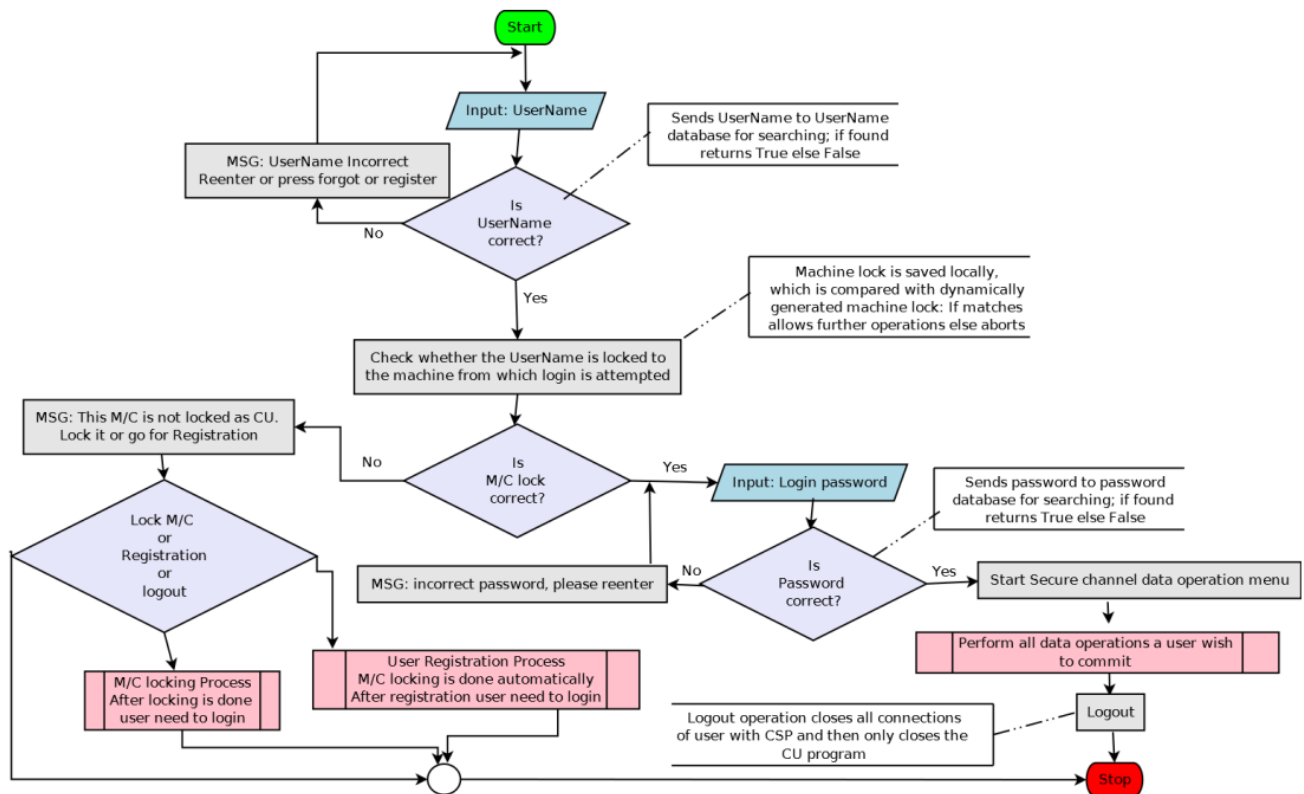 Start
Input: UserName
Sends UserName to UserName
database for searching; if found
returns True else False
MSG: UserName Incorrect
Reenter or press forgot or register
Is
UserName
correct?
No
Yes
Machine lock is saved locally,
which is compared with dynamically
generated machine lock: If matches
allows further operations else aborts
Check whether the UserName is locked to
the machine from which login is attempted
MSG: This M/C is not locked as CU.
Lock it or go for Registration
No
Is
M/C lock
correct?
Yes
Input: Login password
Sends password to password
database for searching; if found
returns True else False
Lock M/C
or
Registration
or
logout
MSG: incorrect password, please reenter
No
Is
Password
correct?
Yes
Start Secure channel data operation menu
Perform all data operations a user wish
to commit
User Registration Process
M/C locking is done automatically
After registration user need to login
M/C locking Process
After locking is done
user need to login
Logout operation closes all connections
of user with CSP and then only closes the
CU program
Logout
Stop